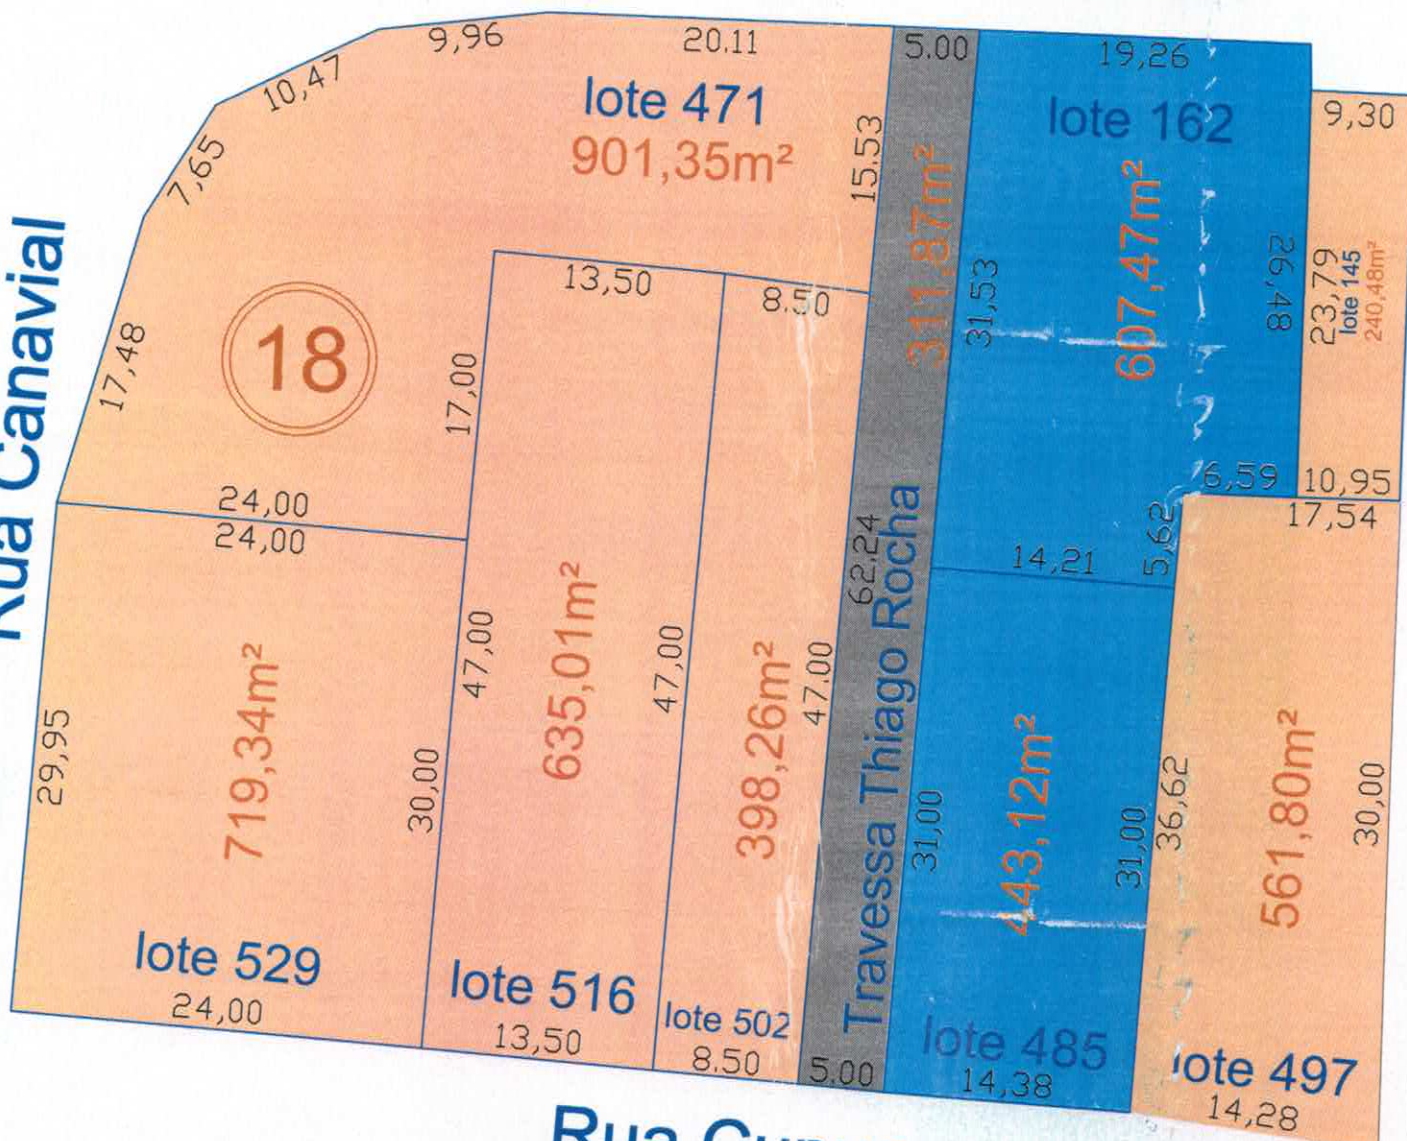 9,96
20.11
5.00
19,26
10,47
lote 471
901,35m²
15.53
lote 162
9,30
7,65
311,87m²
607,47m²
13,50
8.50
31,53
26,48
23,79
lote 145
240,48m²
Rua Canavial
17,48
18
17,00
24,00
24,00
6,59
10,95
17,54
5,62
14,21
62.24
Travessa Thiago Rocha
719,34m²
47,00
635,01m²
47,00
398,26m²
47.00
29,95
30,00
31,00
443,12m²
31,00
36,62
561,80m²
30,00
lote 529
24,00
lote 516
13,50
lote 502
8.50
5.00
lote 485
14,38
lote 497
14,28
Rua